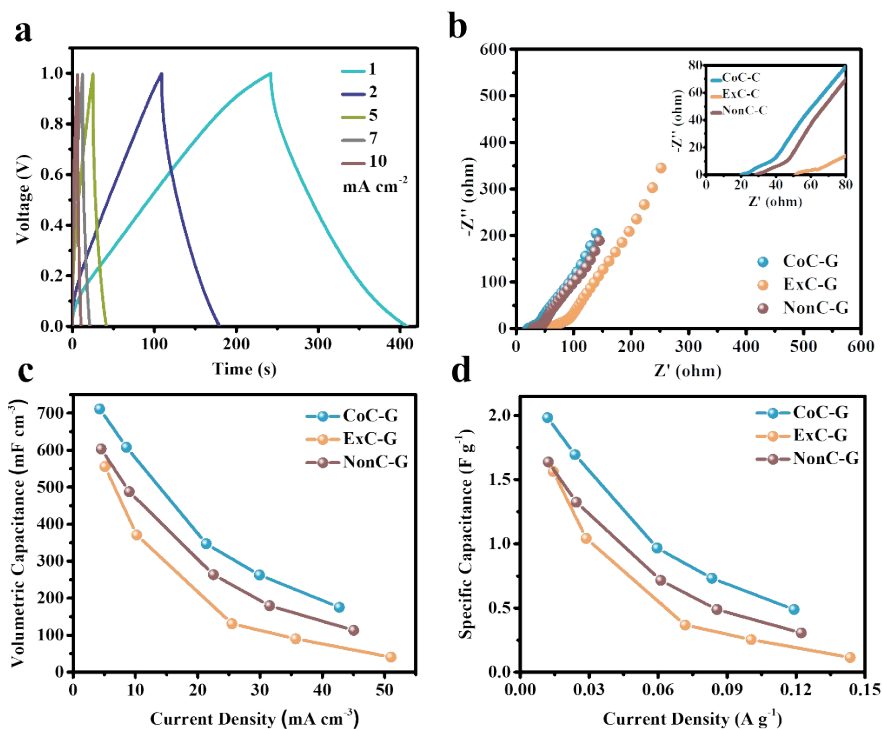 a
Voltage (V)
1.0
0.8
0.6
0.4
0.2
0.0
0
100
200
300
400
Time (s)
1
2
5
7
10
mA cm⁻²
b
-Z'' (ohm)
600
500
400
300
200
100
0
0
100
200
300
400
500
600
Z' (ohm)
CoC-G
ExC-G
NonC-G
-Z'' (ohm)
80
60
40
20
0
0
20
40
60
80
Z' (ohm)
CoC-C
ExC-C
NonC-C
c
Volumetric Capacitance (mF cm⁻³)
700
600
500
400
300
200
100
0
0
10
20
30
40
50
Current Density (mA cm⁻³)
CoC-G
ExC-G
NonC-G
d
Specific Capacitance (F g⁻¹)
2.0
1.5
1.0
0.5
0.0
0.00
0.03
0.06
0.09
0.12
0.15
Current Density (A g⁻¹)
CoC-G
ExC-G
NonC-G